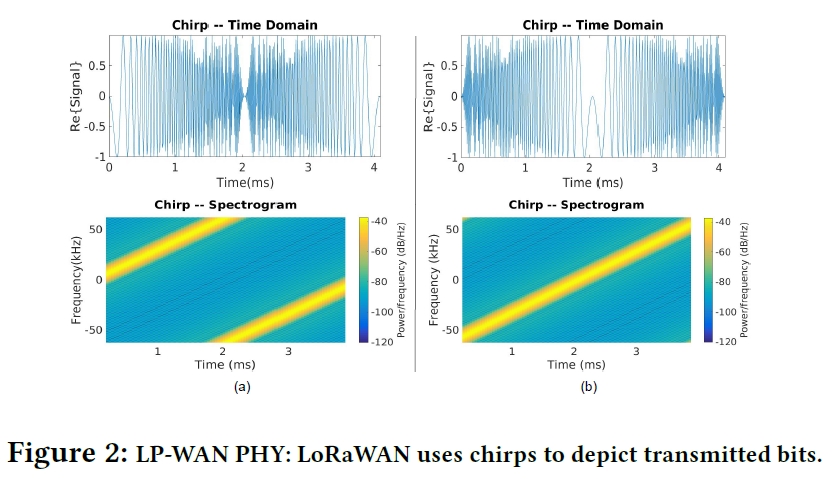 Chirp -- Time Domain
Re{Signal}
0.5
0
-0.5
-1
0 1 2 3 4
Time(ms)
Chirp -- Time Domain
Re{Signal}
0.5
0
-0.5
-1
0 1 2 3 4
Time (ms)
Chirp -- Spectrogram
Frequency(kHz)
50
0
-50
1 2 3
Time (ms)
-40
-60
-80
-100
-120
Power/frequency (dB/Hz)
(a)
Chirp -- Spectrogram
Frequency (kHz)
50
0
-50
1 2 3
Time (ms)
-40
-60
-80
-100
-120
Power/frequency (dB/Hz)
(b)
Figure 2: LP-WAN PHY: LoRaWAN uses chirps to depict transmitted bits.